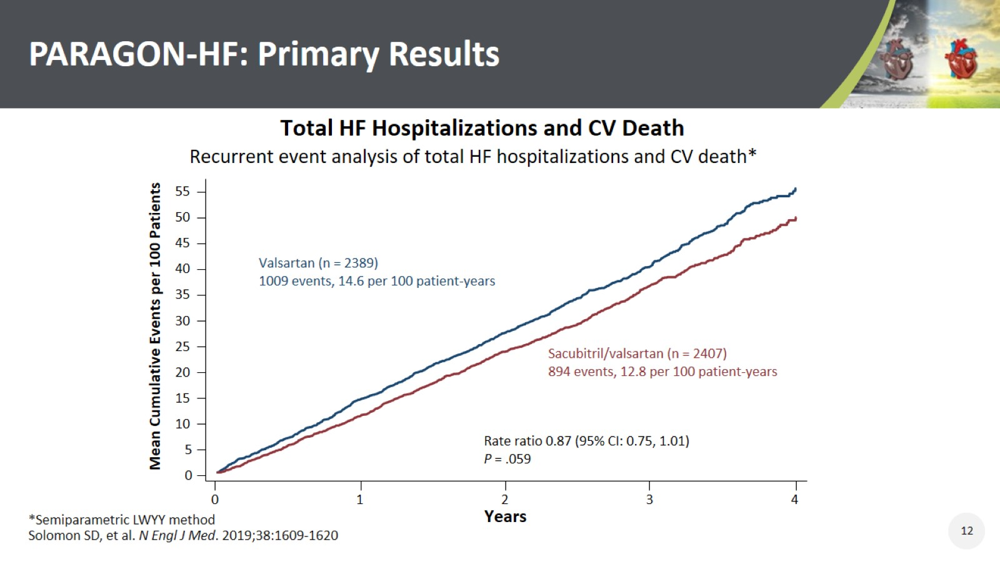 PARAGON-HF: Primary Results
Total HF Hospitalizations and CV Death
Recurrent event analysis of total HF hospitalizations and CV death*
Mean Cumulative Events per 100 Patients
55
50
45
40
35
30
25
20
15
10
5
0
Valsartan (n = 2389)
1009 events, 14.6 per 100 patient-years
Sacubitril/valsartan (n = 2407)
894 events, 12.8 per 100 patient-years
Rate ratio 0.87 (95% CI: 0.75, 1.01)
P = .059
0 1 2 3 4
Years
*Semiparametric LWYY method
Solomon SD, et al. N Engl J Med. 2019;38:1609-1620
12